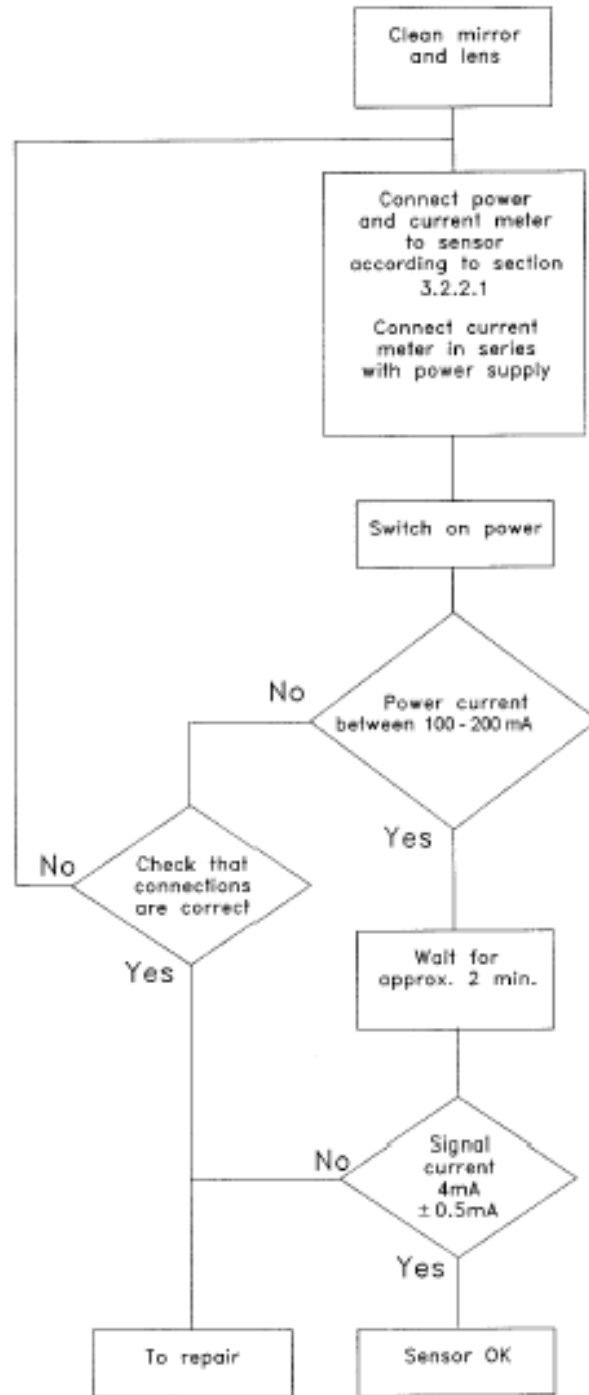 Clean mirror
and lens
Connect power
and current meter
to sensor
according to section
3.2.2.1
Connect current
meter in series
with power supply
Switch on power
No
Power current
between 100 - 200 mA
Yes
No
Check that
connections
are correct
Yes
Wait for
approx. 2 min.
No
Signal
current
4mA
± 0.5mA
Yes
To repair
Sensor OK